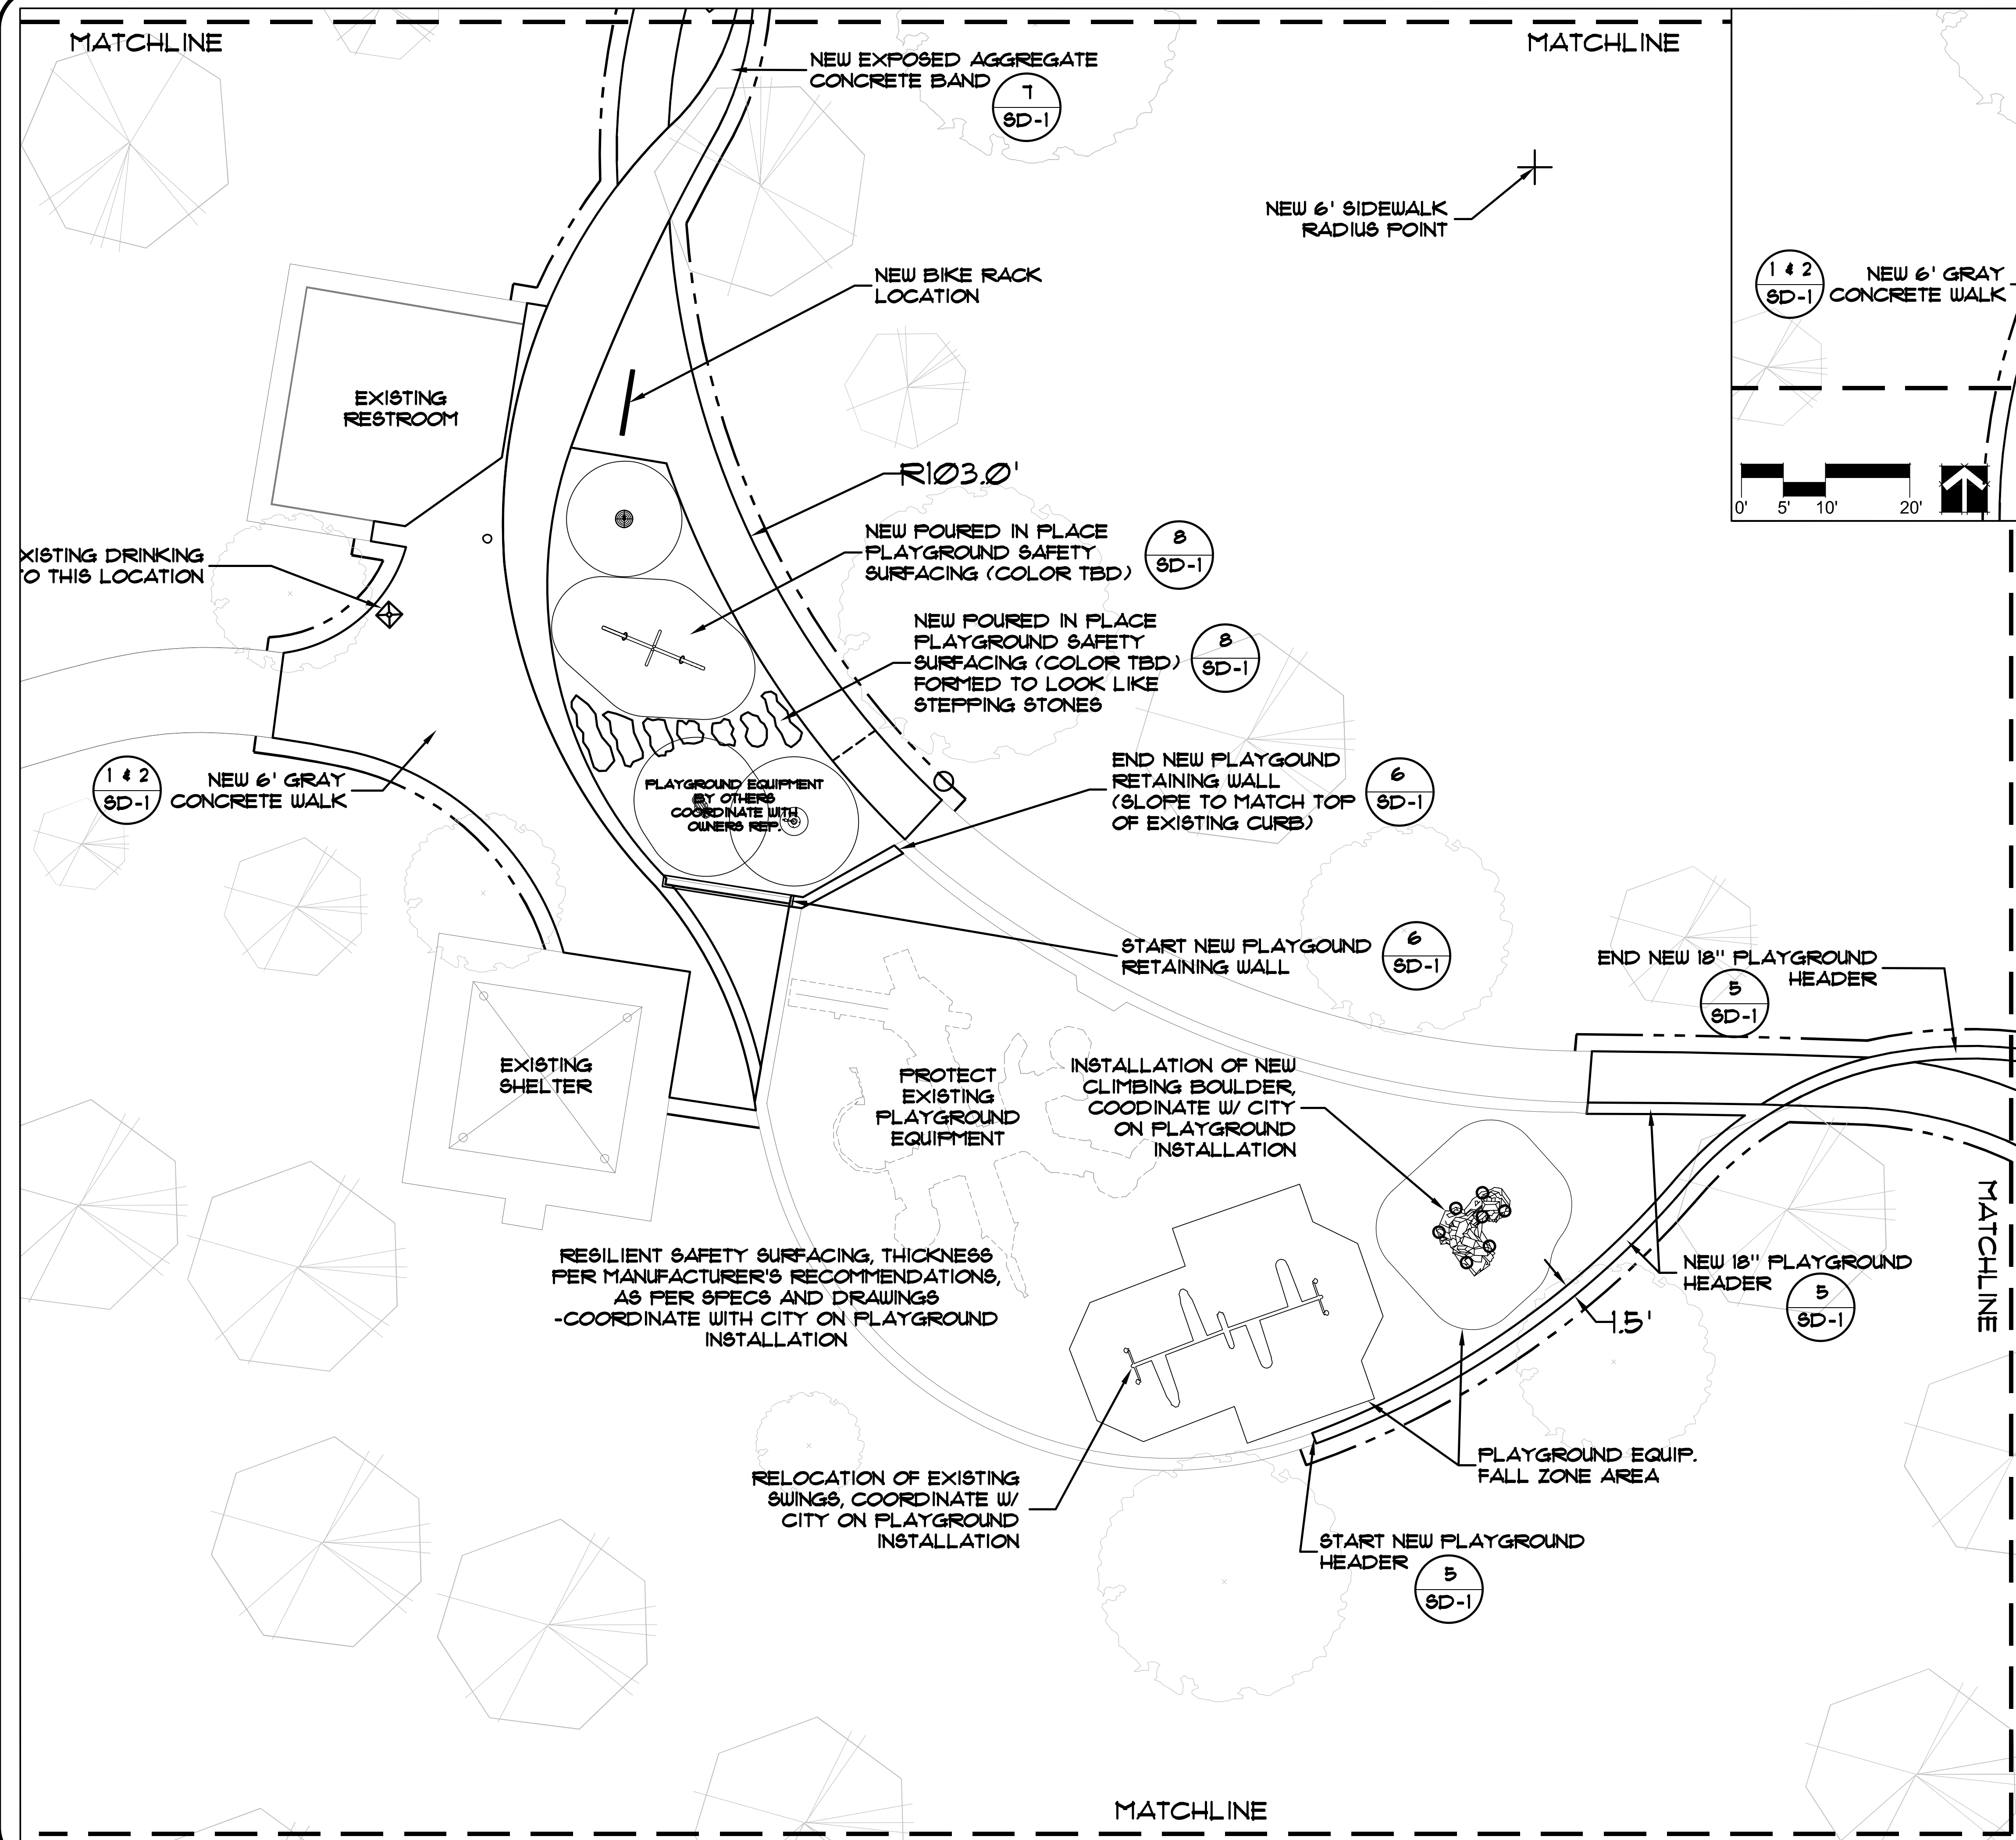 MATCHLINE
MATCHLINE
NEW EXPOSED AGGREGATE
CONCRETE BAND
7
SD-1
NEW 6' SIDEWALK
RADIUS POINT
1 & 2
SD-1
NEW 6' GRAY
CONCRETE WALK
0' 5' 10' 20'
NEW BIKE RACK
LOCATION
EXISTING
RESTROOM
R103.0'
NEW POURED IN PLACE
PLAYGROUND SAFETY
SURFACING (COLOR TBD)
8
SD-1
XISTING DRINKING
O THIS LOCATION
NEW POURED IN PLACE
PLAYGROUND SAFETY
SURFACING (COLOR TBD)
FORMED TO LOOK LIKE
STEPPING STONES
8
SD-1
1 & 2
SD-1
NEW 6' GRAY
CONCRETE WALK
PLAYGROUND EQUIPMENT
BY OTHERS
COORDINATE WITH
OWNERS REP.
END NEW PLAYGOUND
RETAINING WALL
(SLOPE TO MATCH TOP
OF EXISTING CURB)
6
SD-1
START NEW PLAYGOUND
RETAINING WALL
6
SD-1
END NEW 18" PLAYGROUND
HEADER
5
SD-1
EXISTING
SHELTER
PROTECT
EXISTING
PLAYGROUND
EQUIPMENT
INSTALLATION OF NEW
CLIMBING BOULDER,
COODINATE W/ CITY
ON PLAYGROUND
INSTALLATION
MATCHLINE
RESILIENT SAFETY SURFACING, THICKNESS
PER MANUFACTURER'S RECOMMENDATIONS,
AS PER SPECS AND DRAWINGS
-COORDINATE WITH CITY ON PLAYGROUND
INSTALLATION
NEW 18" PLAYGROUND
HEADER
5
SD-1
1.5'
PLAYGROUND EQUIP.
FALL ZONE AREA
RELOCATION OF EXISTING
SWINGS, COORDINATE W/
CITY ON PLAYGROUND
INSTALLATION
START NEW PLAYGROUND
HEADER
5
SD-1
MATCHLINE